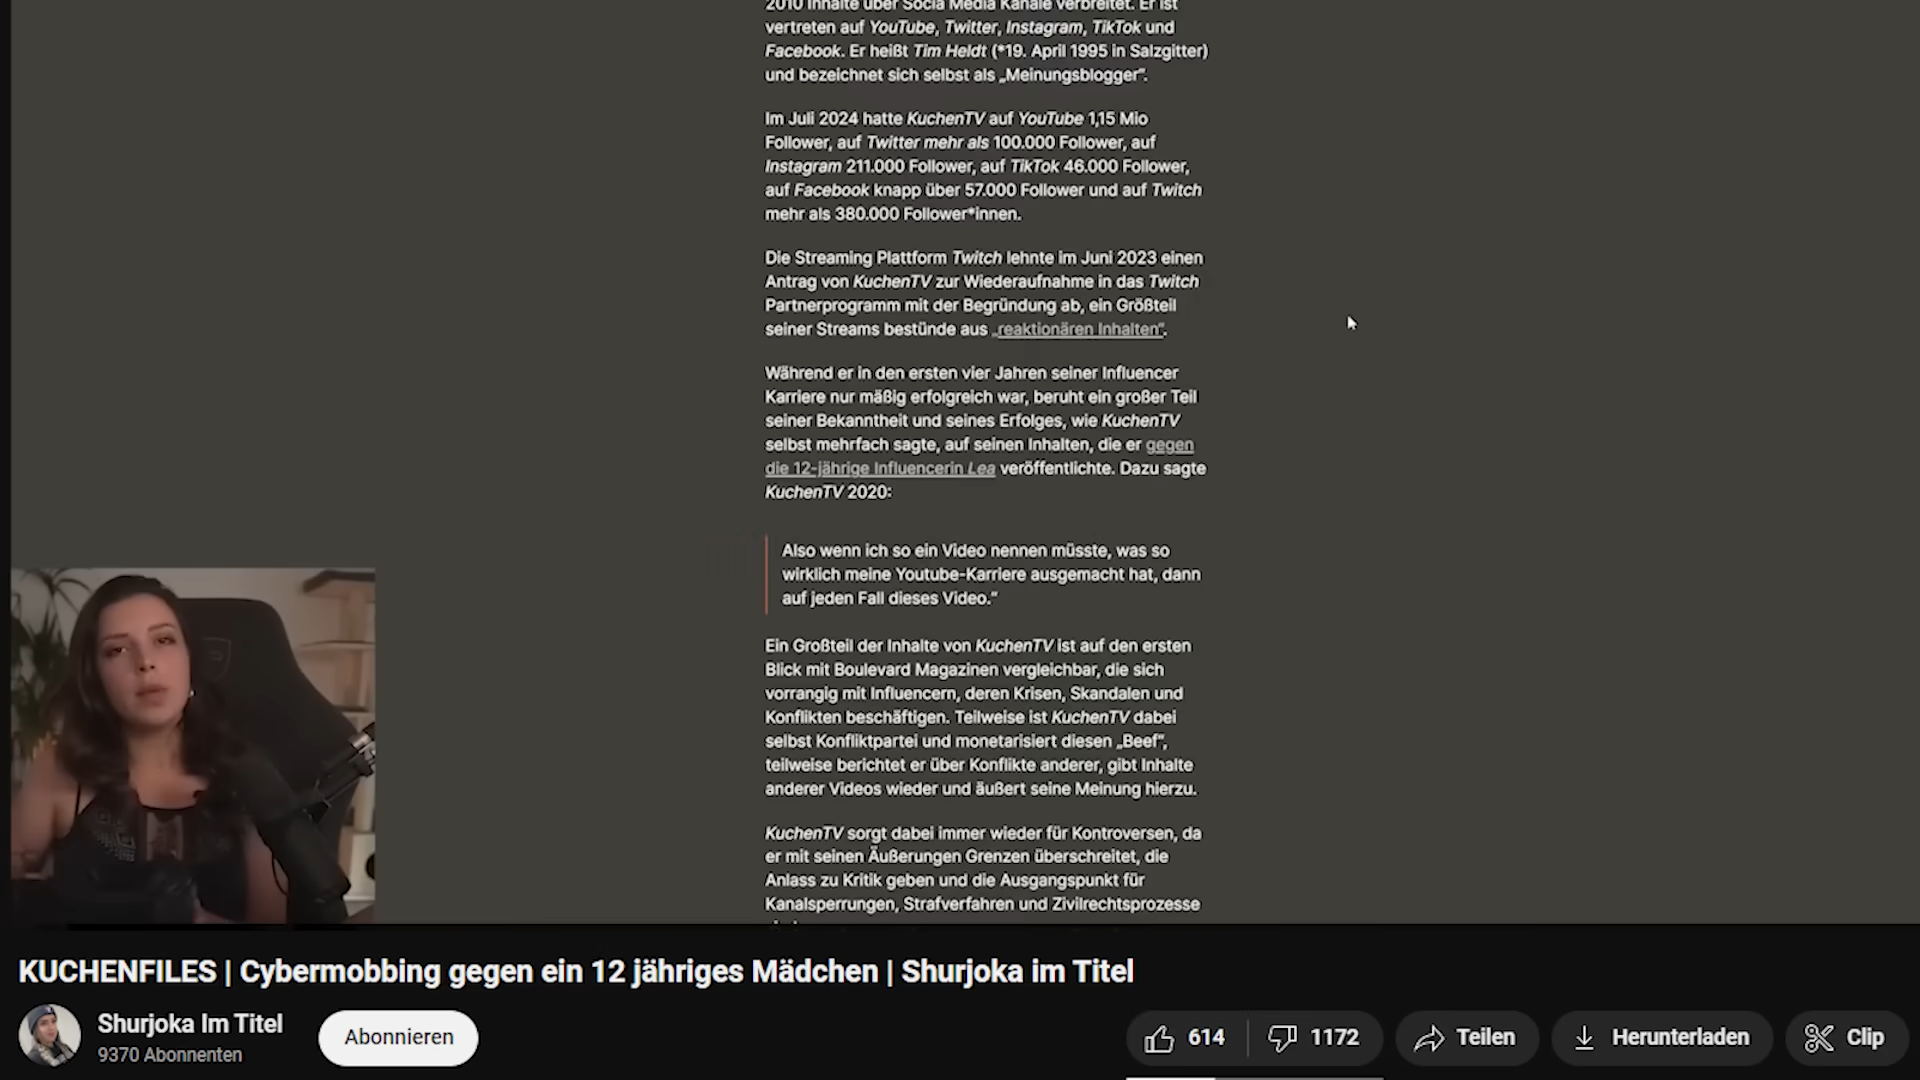 2010 Inhalte über Socia Media Kanäle verbreitet. Er ist
vertreten auf YouTube, Twitter, Instagram, TikTok und
Facebook. Er heißt Tim Heldt (*19. April 1995 in Salzgitter)
und bezeichnet sich selbst als „Meinungsblogger“.
Im Juli 2024 hatte KuchenTV auf YouTube 1,15 Mio
Follower, auf Twitter mehr als 100.000 Follower, auf
Instagram 211.000 Follower, auf TikTok 46.000 Follower,
auf Facebook knapp über 57.000 Follower und auf Twitch
mehr als 380.000 Follower*innen.
Die Streaming Plattform Twitch lehnte im Juni 2023 einen
Antrag von KuchenTV zur Wiederaufnahme in das Twitch
Partnerprogramm mit der Begründung ab, ein Größteil
seiner Streams bestünde aus „reaktionären Inhalten“.
Während er in den ersten vier Jahren seiner Influencer
Karriere nur mäßig erfolgreich war, beruht ein großer Teil
seiner Bekanntheit und seines Erfolges, wie KuchenTV
selbst mehrfach sagte, auf seinen Inhalten, die er gegen
die 12-jährige Influencerin Lea veröffentlichte. Dazu sagte
KuchenTV 2020:
Also wenn ich so ein Video nennen müsste, was so
wirklich meine Youtube-Karriere ausgemacht hat, dann
auf jeden Fall dieses Video.“
Ein Großteil der Inhalte von KuchenTV ist auf den ersten
Blick mit Boulevard Magazinen vergleichbar, die sich
vorrangig mit Influencern, deren Krisen, Skandalen und
Konflikten beschäftigen. Teilweise ist KuchenTV dabei
selbst Konfliktpartei und monetarisiert diesen „Beef“,
teilweise berichtet er über Konflikte anderer, gibt Inhalte
anderer Videos wieder und äußert seine Meinung hierzu.
KuchenTV sorgt dabei immer wieder für Kontroversen, da
er mit seinen Äußerungen Grenzen überschreitet, die
Anlass zu Kritik geben und die Ausgangspunkt für
Kanalsperrungen, Strafverfahren und Zivilrechtsprozesse
KUCHENFILES | Cybermobbing gegen ein 12 jähriges Mädchen | Shurjoka im Titel
Shurjoka Im Titel
9370 Abonnenten
Abonnieren
614
1172
Teilen
Herunterladen
Clip